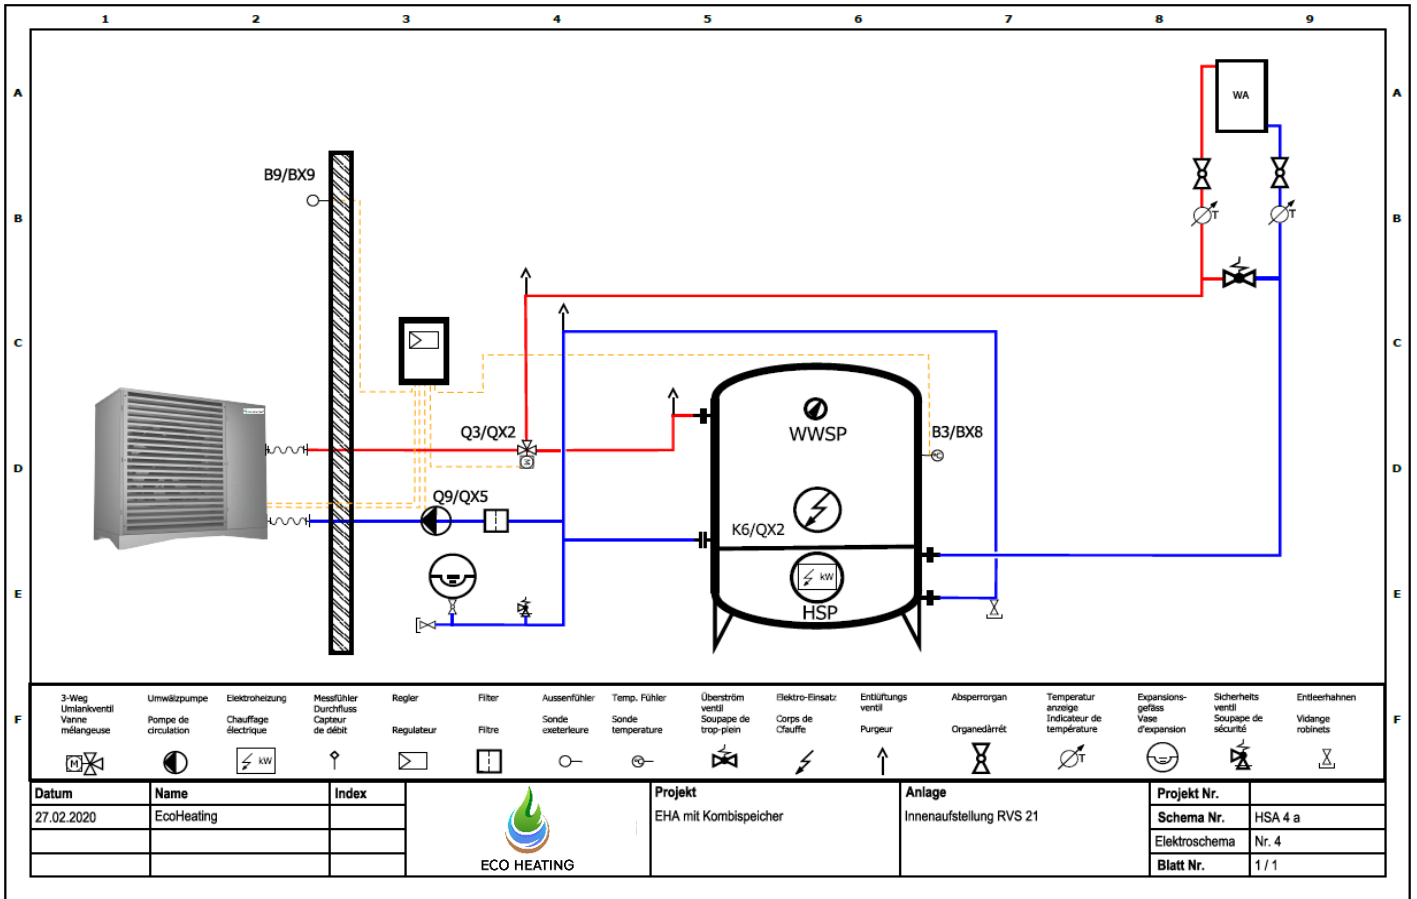 1 2 3 4 5 6 7 8 9
A A
WA
B9/BX9
T T
B B
C C
Q3/QX2
WWSP
B3/BX8
°C
M
D D
Q9/QX5
K6/QX2
kW
E E
HSP
F F
3-Weg
Umlankventil
Vanne
mélangeuse
M
Umwälzpumpe
Pompe de
circulation
Elektroheizung
Chauffage
électrique
kW
Messfühler
Durchfluss
Capteur
de débit
Regler
Regulateur
Filter
Filtre
Aussenfühler
Sonde
exeterleure
Temp. Fühler
Sonde
temperature
°C
Überström
ventil
Soupape de
trop-plein
Elektro-Einsatz
Corps de
Cfauffe
Entlüftungs
ventil
Purgeur
Absperrorgan
Organedàrrét
Temperatur
anzeige
Indicateur de
température
T
Expansions-
gefäss
Vase
d'expansion
Sicherheits
ventil
Soupape de
sécurité
Entleerhahnen
Vidange
robinets
Datum Name Index
27.02.2020 EcoHeating
ECO HEATING
Projekt
EHA mit Kombispeicher
Anlage
Innenaufstellung RVS 21
Projekt Nr.
Schema Nr. HSA 4 a
Elektroschema Nr. 4
Blatt Nr. 1 / 1